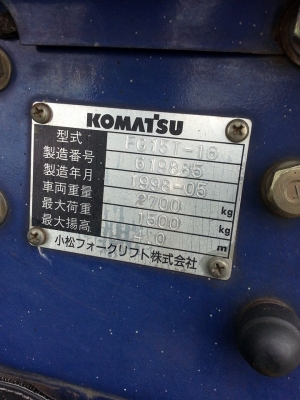 KOMATSU
型式 FG15T-16
製造番号 619865
製造年月 1998-05
車両重量 2700 kg
最大荷重 1500 kg
最大揚高 m
小松フォークリフト株式会社